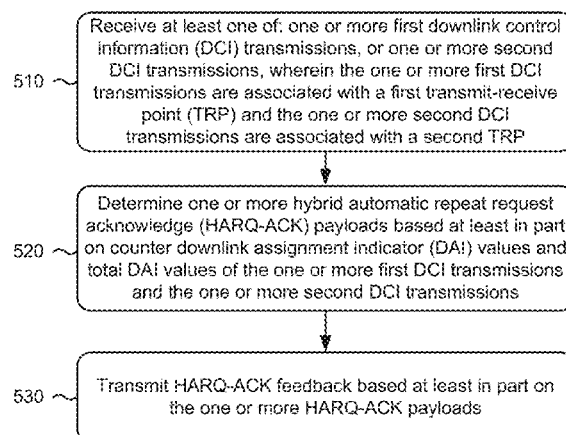 Receive at least one of: one or more first downlink control
information (DCI) transmissions, or one or more second
DCI transmissions, wherein the one or more first DCI
transmissions are associated with a first transmit-receive
point (TRP) and the one or more second DCI
transmissions are associated with a second TRP
510
Determine one or more hybrid automatic repeat request
acknowledge (HARQ-ACK) payloads based at least in part
on counter downlink assignment indicator (DAI) values and
total DAI values of the one or more first DCI transmissions
and the one or more second DCI transmissions
520
Transmit HARQ-ACK feedback based at least in part on
the one or more HARQ-ACK payloads
530